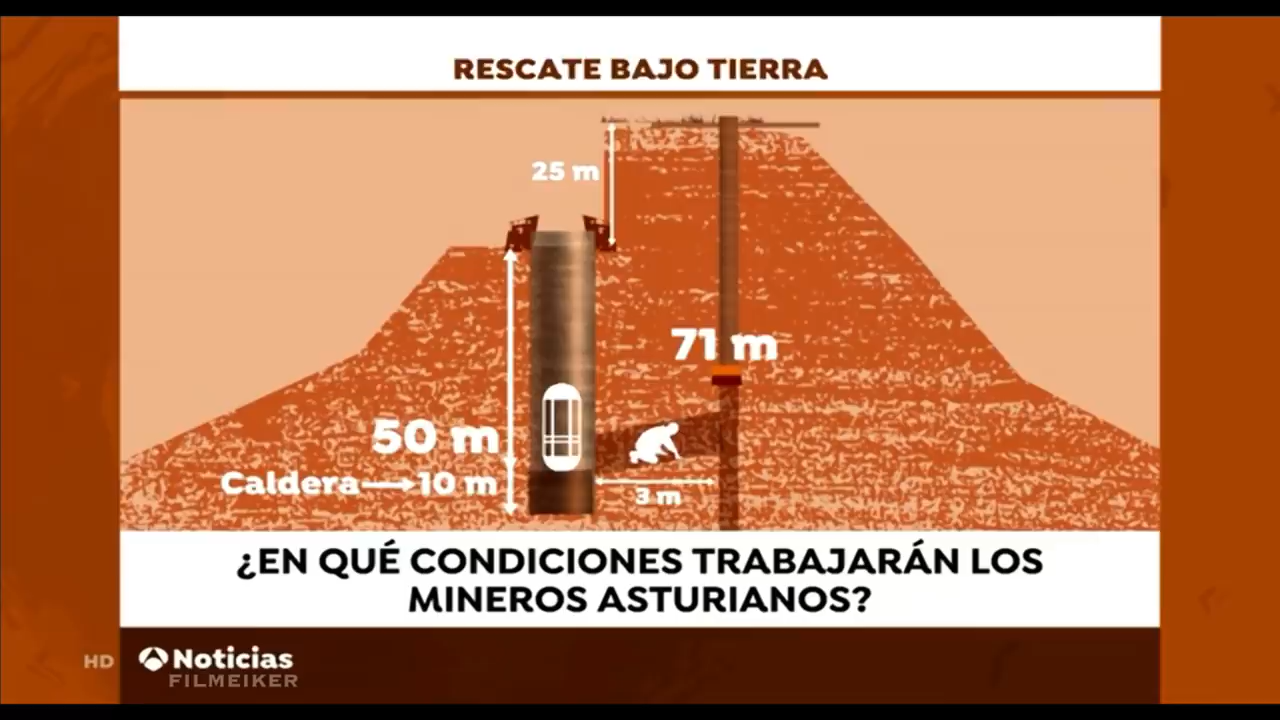 RESCATE BAJO TIERRA
25 m
71 m
50 m
Caldera→10 m
3 m
¿EN QUÉ CONDICIONES TRABAJARÁN LOS
MINEROS ASTURIANOS?
HD
Noticias
FILMEIKER